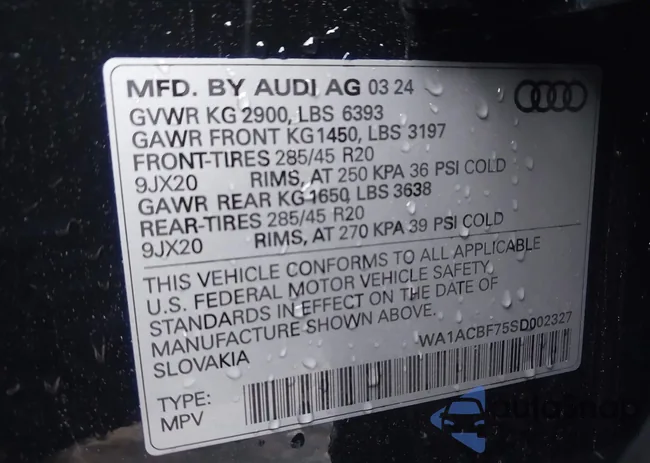 MFD. BY AUDI AG 03 24
GVWR KG 2900, LBS 6393
GAWR FRONT KG1450, LBS 3197
FRONT-TIRES 285/45 R20
9JX20 RIMS, AT 250 KPA 36 PSI COLD
GAWR REAR KG1650, LBS 3638
REAR-TIRES 285/45 R20
9JX20 RIMS, AT 270 KPA 39 PSI COLD
THIS VEHICLE CONFORMS TO ALL APPLICABLE
U.S. FEDERAL MOTOR VEHICLE SAFETY
STANDARDS IN EFFECT ON THE DATE OF
MANUFACTURE SHOWN ABOVE.
SLOVAKIA
WA1ACBF75SD002327
TYPE:
MPV
autoSnap